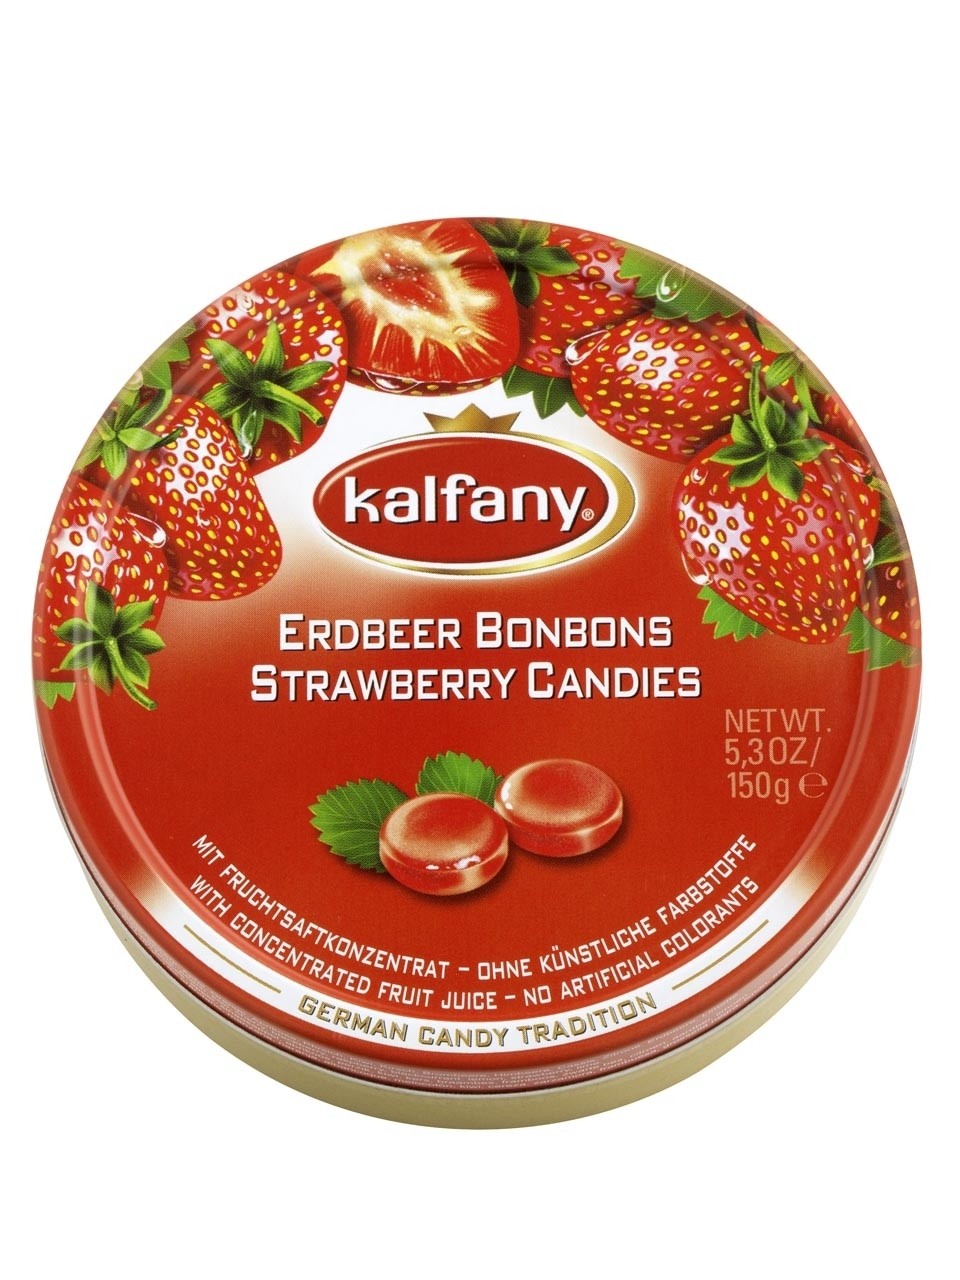 kalfany®
ERDBEER BONBONS
STRAWBERRY CANDIES
NET WT.
5,3 OZ/
150g ℮
MIT FRUCHTSAFTKONZENTRAT – OHNE KÜNSTLICHE FARBSTOFFE
WITH CONCENTRATED FRUIT JUICE – NO ARTIFICIAL COLORANTS
GERMAN CANDY TRADITION